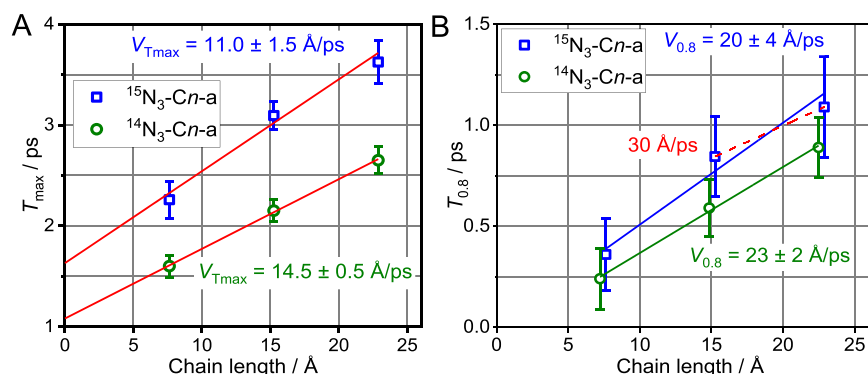 A
V_Tmax = 11.0 ± 1.5 Å/ps
¹⁵N₃-Cn-a
¹⁴N₃-Cn-a
V_Tmax = 14.5 ± 0.5 Å/ps
T_max / ps
4
3
2
1
0 5 10 15 20 25
Chain length / Å
B
V_0.8 = 20 ± 4 Å/ps
¹⁵N₃-Cn-a
¹⁴N₃-Cn-a
30 Å/ps
V_0.8 = 23 ± 2 Å/ps
T_0.8 / ps
1.5
1.0
0.5
0.0
0 5 10 15 20 25
Chain length / Å